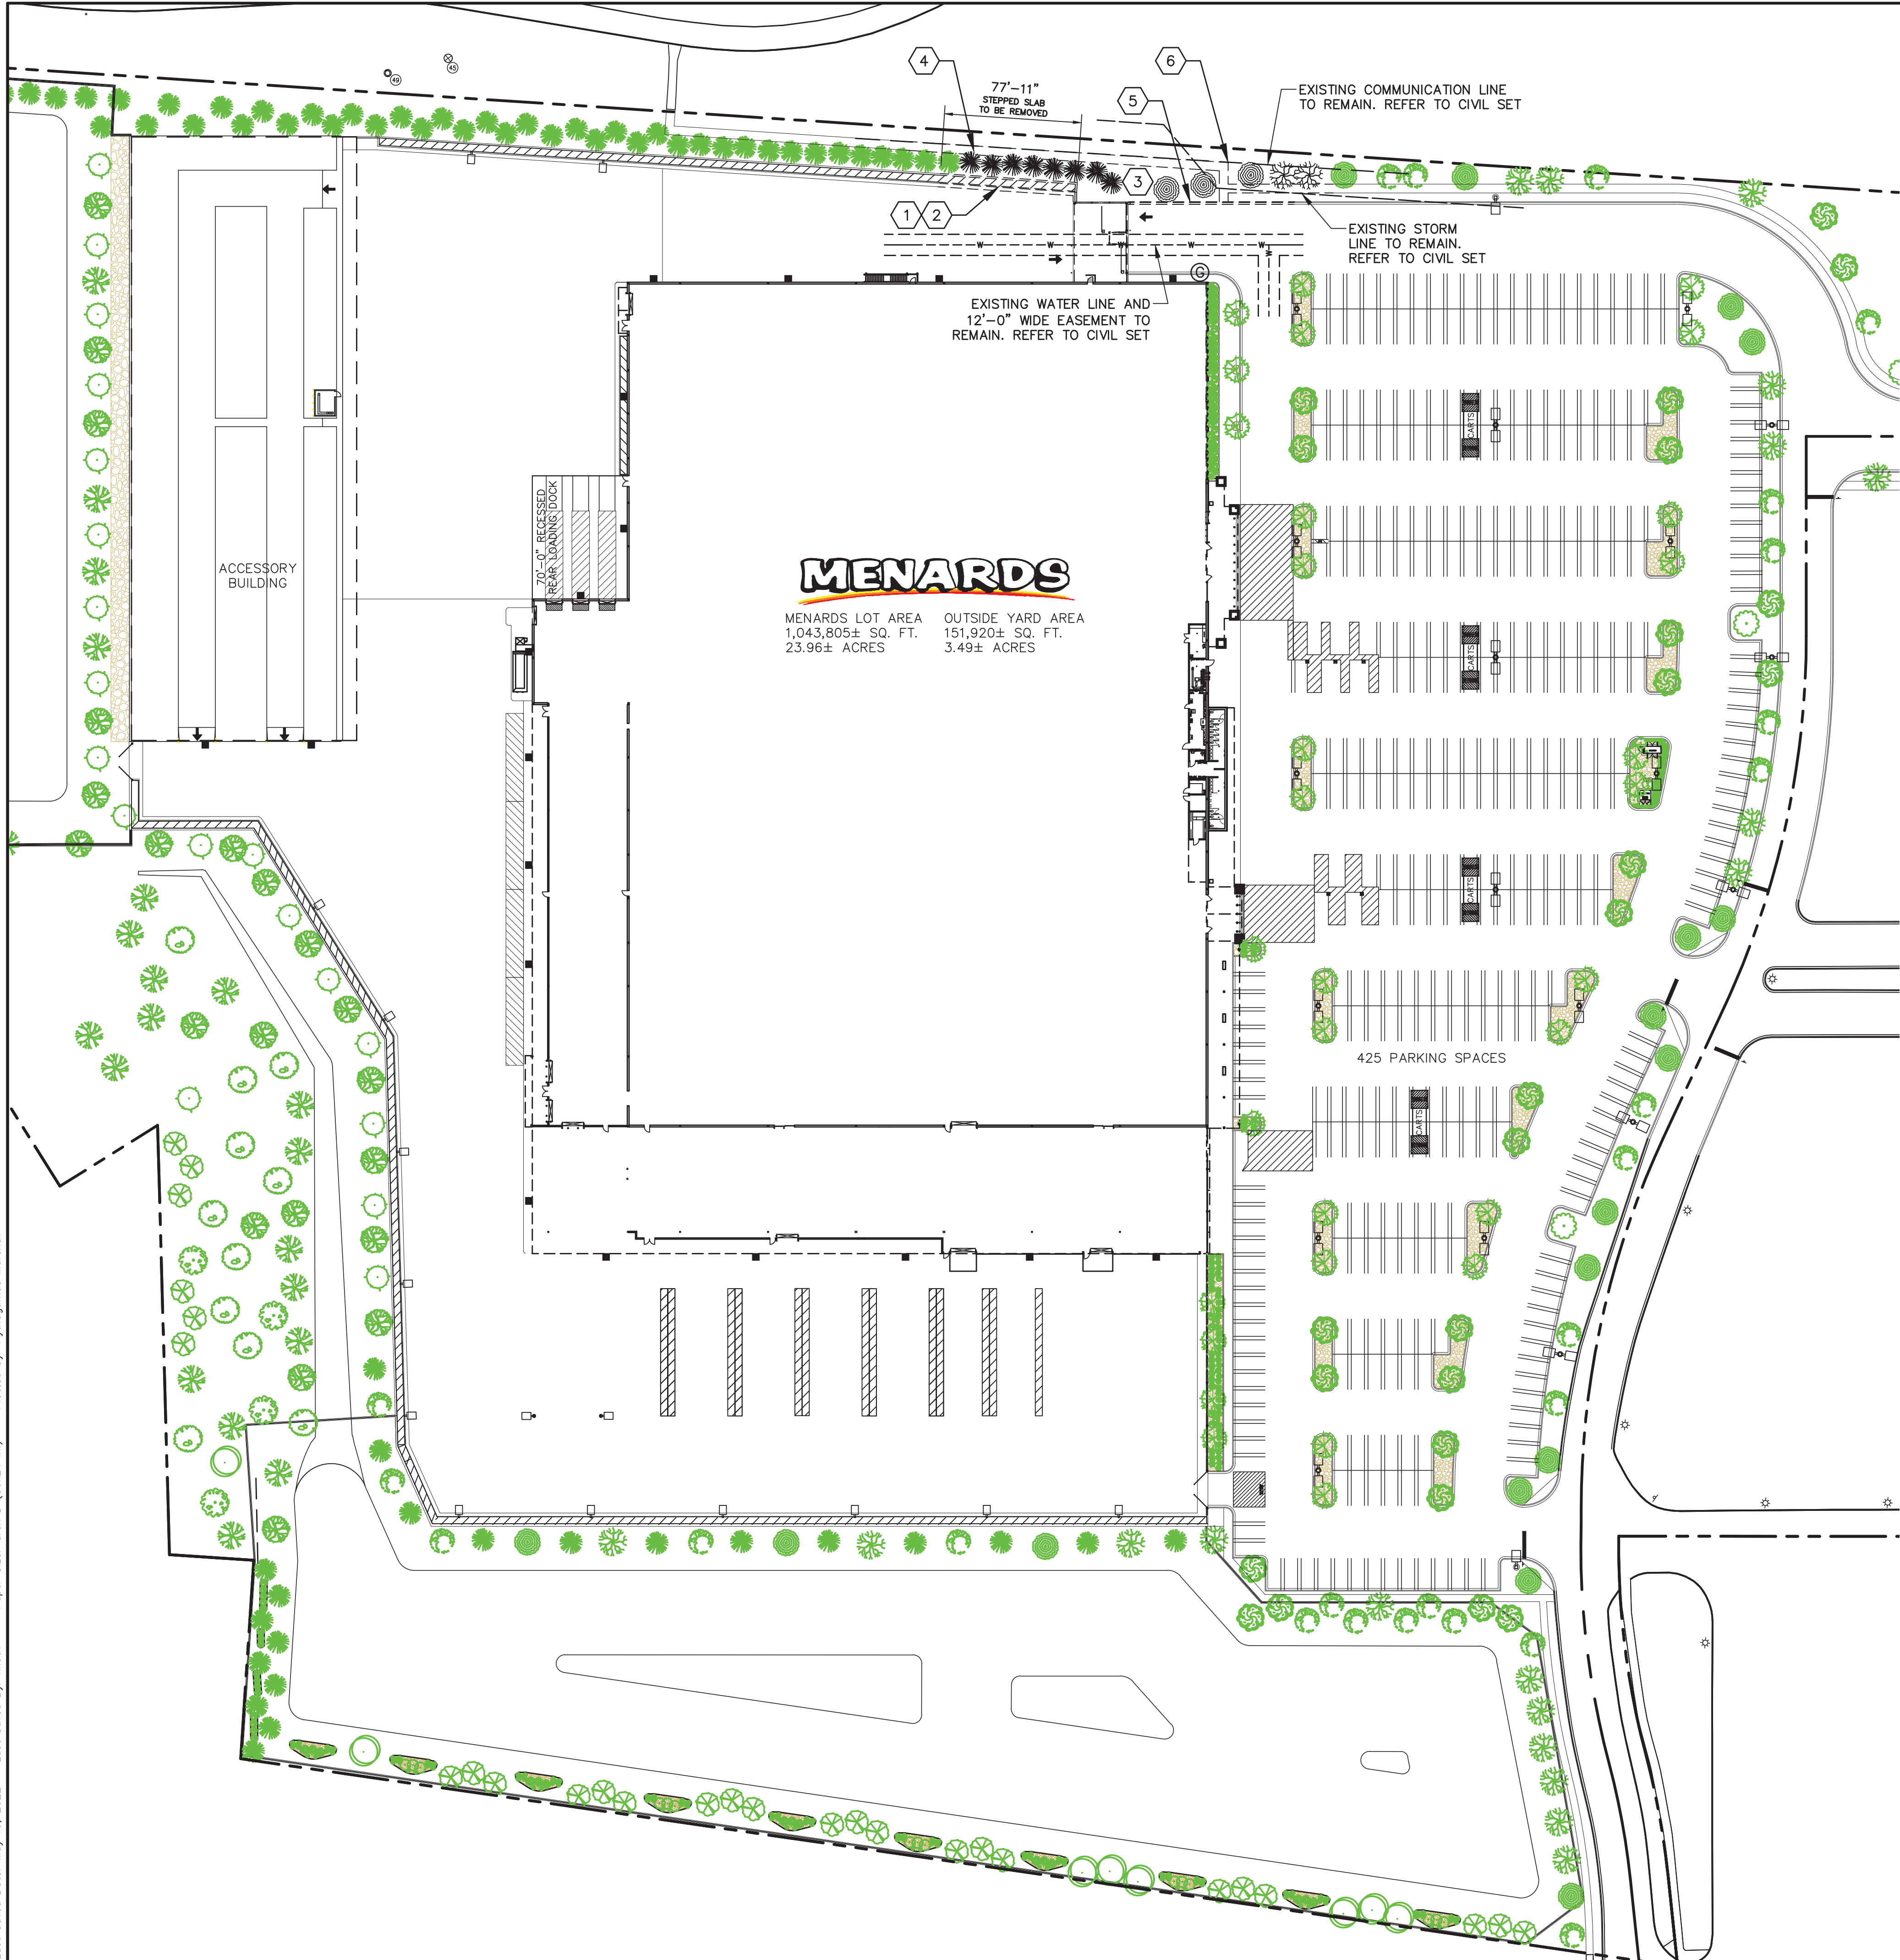 49
45
4
6
77'-11"
STEPPED SLAB
TO BE REMOVED
5
EXISTING COMMUNICATION LINE
TO REMAIN. REFER TO CIVIL SET
3
1
2
EXISTING STORM
LINE TO REMAIN.
REFER TO CIVIL SET
W W W W W
W
G
EXISTING WATER LINE AND
12'-0" WIDE EASEMENT TO
REMAIN. REFER TO CIVIL SET
CARTS
70'-0" RECESSED
REAR LOADING DOCK
ACCESSORY
BUILDING
MENARDS
MENARDS LOT AREA
1,043,805± SQ. FT.
23.96± ACRES
OUTSIDE YARD AREA
151,920± SQ. FT.
3.49± ACRES
CARTS
CARTS
425 PARKING SPACES
CARTS